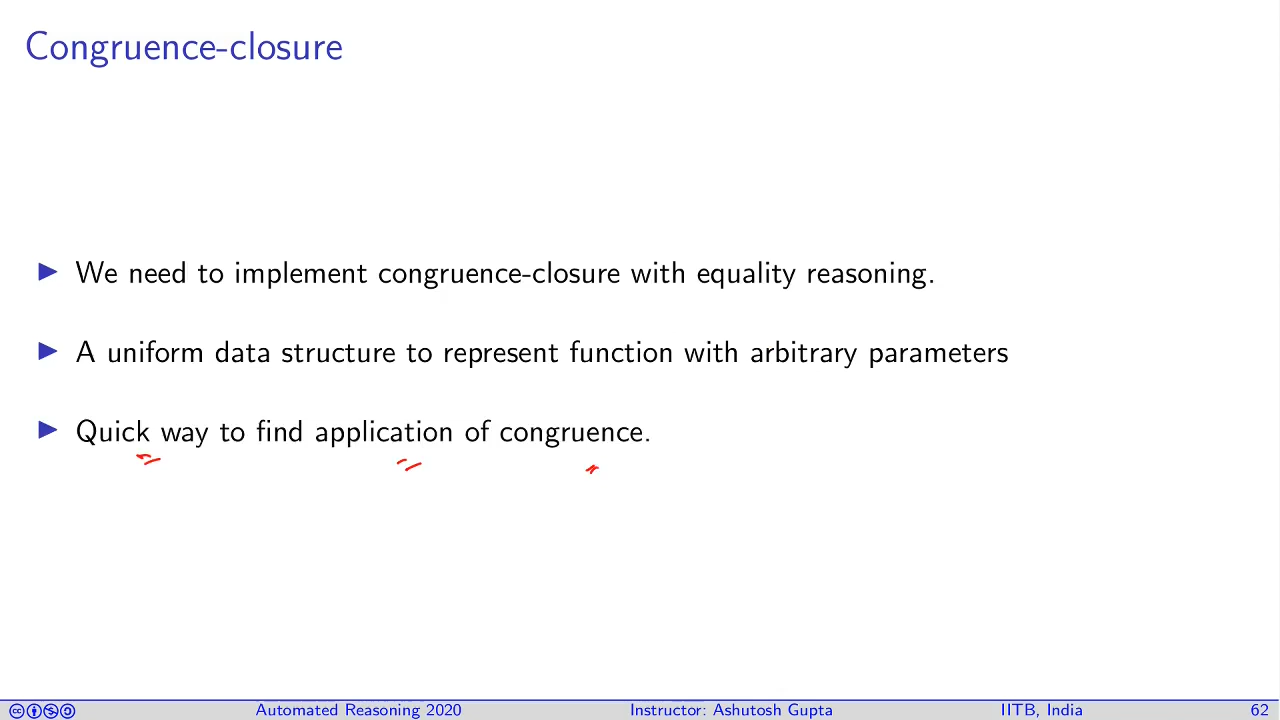 Congruence-closure
We need to implement congruence-closure with equality reasoning.
A uniform data structure to represent function with arbitrary parameters
Quick way to find application of congruence.
Automated Reasoning 2020 Instructor: Ashutosh Gupta IITB, India 62